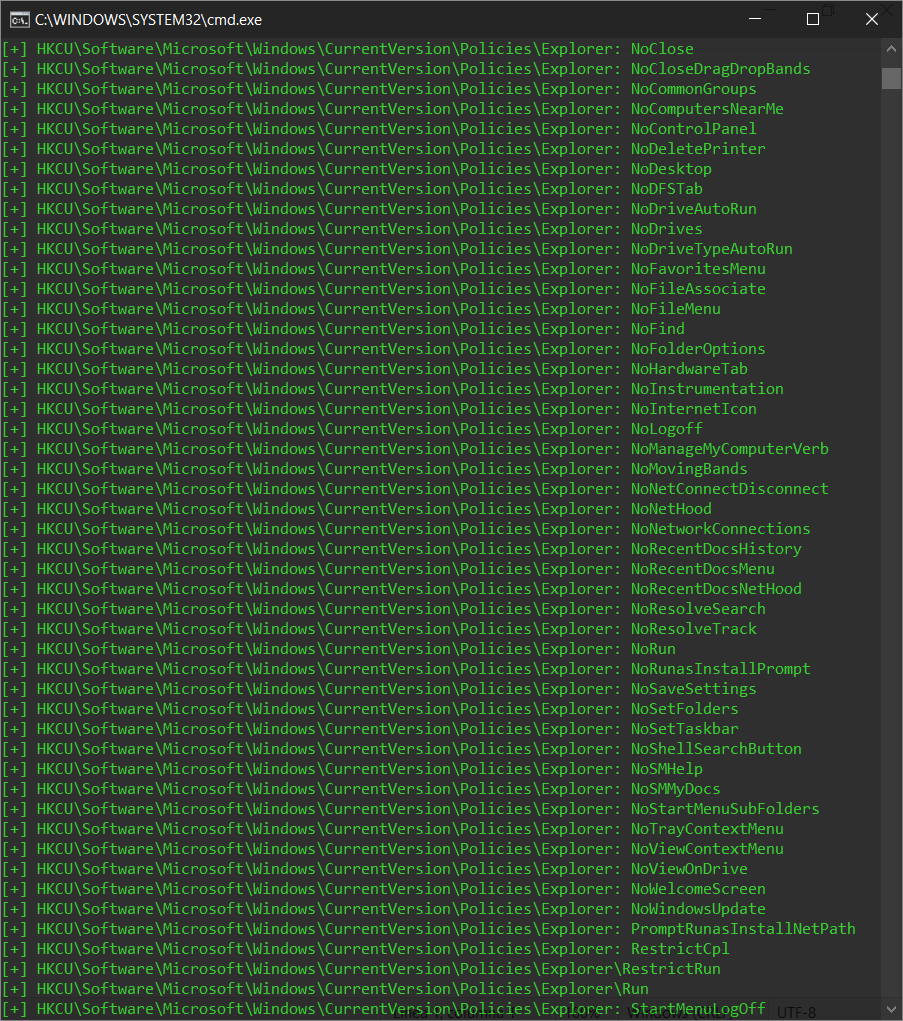 C:\WINDOWS\SYSTEM32\cmd.exe
[+] HKCU\Software\Microsoft\Windows\CurrentVersion\Policies\Explorer: NoClose
[+] HKCU\Software\Microsoft\Windows\CurrentVersion\Policies\Explorer: NoCloseDragDropBands
[+] HKCU\Software\Microsoft\Windows\CurrentVersion\Policies\Explorer: NoCommonGroups
[+] HKCU\Software\Microsoft\Windows\CurrentVersion\Policies\Explorer: NoComputersNearMe
[+] HKCU\Software\Microsoft\Windows\CurrentVersion\Policies\Explorer: NoControlPanel
[+] HKCU\Software\Microsoft\Windows\CurrentVersion\Policies\Explorer: NoDeletePrinter
[+] HKCU\Software\Microsoft\Windows\CurrentVersion\Policies\Explorer: NoDesktop
[+] HKCU\Software\Microsoft\Windows\CurrentVersion\Policies\Explorer: NoDFSTab
[+] HKCU\Software\Microsoft\Windows\CurrentVersion\Policies\Explorer: NoDriveAutoRun
[+] HKCU\Software\Microsoft\Windows\CurrentVersion\Policies\Explorer: NoDrives
[+] HKCU\Software\Microsoft\Windows\CurrentVersion\Policies\Explorer: NoDriveTypeAutoRun
[+] HKCU\Software\Microsoft\Windows\CurrentVersion\Policies\Explorer: NoFavoritesMenu
[+] HKCU\Software\Microsoft\Windows\CurrentVersion\Policies\Explorer: NoFileAssociate
[+] HKCU\Software\Microsoft\Windows\CurrentVersion\Policies\Explorer: NoFileMenu
[+] HKCU\Software\Microsoft\Windows\CurrentVersion\Policies\Explorer: NoFind
[+] HKCU\Software\Microsoft\Windows\CurrentVersion\Policies\Explorer: NoFolderOptions
[+] HKCU\Software\Microsoft\Windows\CurrentVersion\Policies\Explorer: NoHardwareTab
[+] HKCU\Software\Microsoft\Windows\CurrentVersion\Policies\Explorer: NoInstrumentation
[+] HKCU\Software\Microsoft\Windows\CurrentVersion\Policies\Explorer: NoInternetIcon
[+] HKCU\Software\Microsoft\Windows\CurrentVersion\Policies\Explorer: NoLogoff
[+] HKCU\Software\Microsoft\Windows\CurrentVersion\Policies\Explorer: NoManageMyComputerVerb
[+] HKCU\Software\Microsoft\Windows\CurrentVersion\Policies\Explorer: NoMovingBands
[+] HKCU\Software\Microsoft\Windows\CurrentVersion\Policies\Explorer: NoNetConnectDisconnect
[+] HKCU\Software\Microsoft\Windows\CurrentVersion\Policies\Explorer: NoNetHood
[+] HKCU\Software\Microsoft\Windows\CurrentVersion\Policies\Explorer: NoNetworkConnections
[+] HKCU\Software\Microsoft\Windows\CurrentVersion\Policies\Explorer: NoRecentDocsHistory
[+] HKCU\Software\Microsoft\Windows\CurrentVersion\Policies\Explorer: NoRecentDocsMenu
[+] HKCU\Software\Microsoft\Windows\CurrentVersion\Policies\Explorer: NoRecentDocsNetHood
[+] HKCU\Software\Microsoft\Windows\CurrentVersion\Policies\Explorer: NoResolveSearch
[+] HKCU\Software\Microsoft\Windows\CurrentVersion\Policies\Explorer: NoResolveTrack
[+] HKCU\Software\Microsoft\Windows\CurrentVersion\Policies\Explorer: NoRun
[+] HKCU\Software\Microsoft\Windows\CurrentVersion\Policies\Explorer: NoRunasInstallPrompt
[+] HKCU\Software\Microsoft\Windows\CurrentVersion\Policies\Explorer: NoSaveSettings
[+] HKCU\Software\Microsoft\Windows\CurrentVersion\Policies\Explorer: NoSetFolders
[+] HKCU\Software\Microsoft\Windows\CurrentVersion\Policies\Explorer: NoSetTaskbar
[+] HKCU\Software\Microsoft\Windows\CurrentVersion\Policies\Explorer: NoShellSearchButton
[+] HKCU\Software\Microsoft\Windows\CurrentVersion\Policies\Explorer: NoSMHelp
[+] HKCU\Software\Microsoft\Windows\CurrentVersion\Policies\Explorer: NoSMMyDocs
[+] HKCU\Software\Microsoft\Windows\CurrentVersion\Policies\Explorer: NoStartMenuSubFolders
[+] HKCU\Software\Microsoft\Windows\CurrentVersion\Policies\Explorer: NoTrayContextMenu
[+] HKCU\Software\Microsoft\Windows\CurrentVersion\Policies\Explorer: NoViewContextMenu
[+] HKCU\Software\Microsoft\Windows\CurrentVersion\Policies\Explorer: NoViewOnDrive
[+] HKCU\Software\Microsoft\Windows\CurrentVersion\Policies\Explorer: NoWelcomeScreen
[+] HKCU\Software\Microsoft\Windows\CurrentVersion\Policies\Explorer: NoWindowsUpdate
[+] HKCU\Software\Microsoft\Windows\CurrentVersion\Policies\Explorer: PromptRunasInstallNetPath
[+] HKCU\Software\Microsoft\Windows\CurrentVersion\Policies\Explorer: RestrictCpl
[+] HKCU\Software\Microsoft\Windows\CurrentVersion\Policies\Explorer\RestrictRun
[+] HKCU\Software\Microsoft\Windows\CurrentVersion\Policies\Explorer\Run
[+] HKCU\Software\Microsoft\Windows\CurrentVersion\Policies\Explorer: StartMenuLogOff
UTF-8